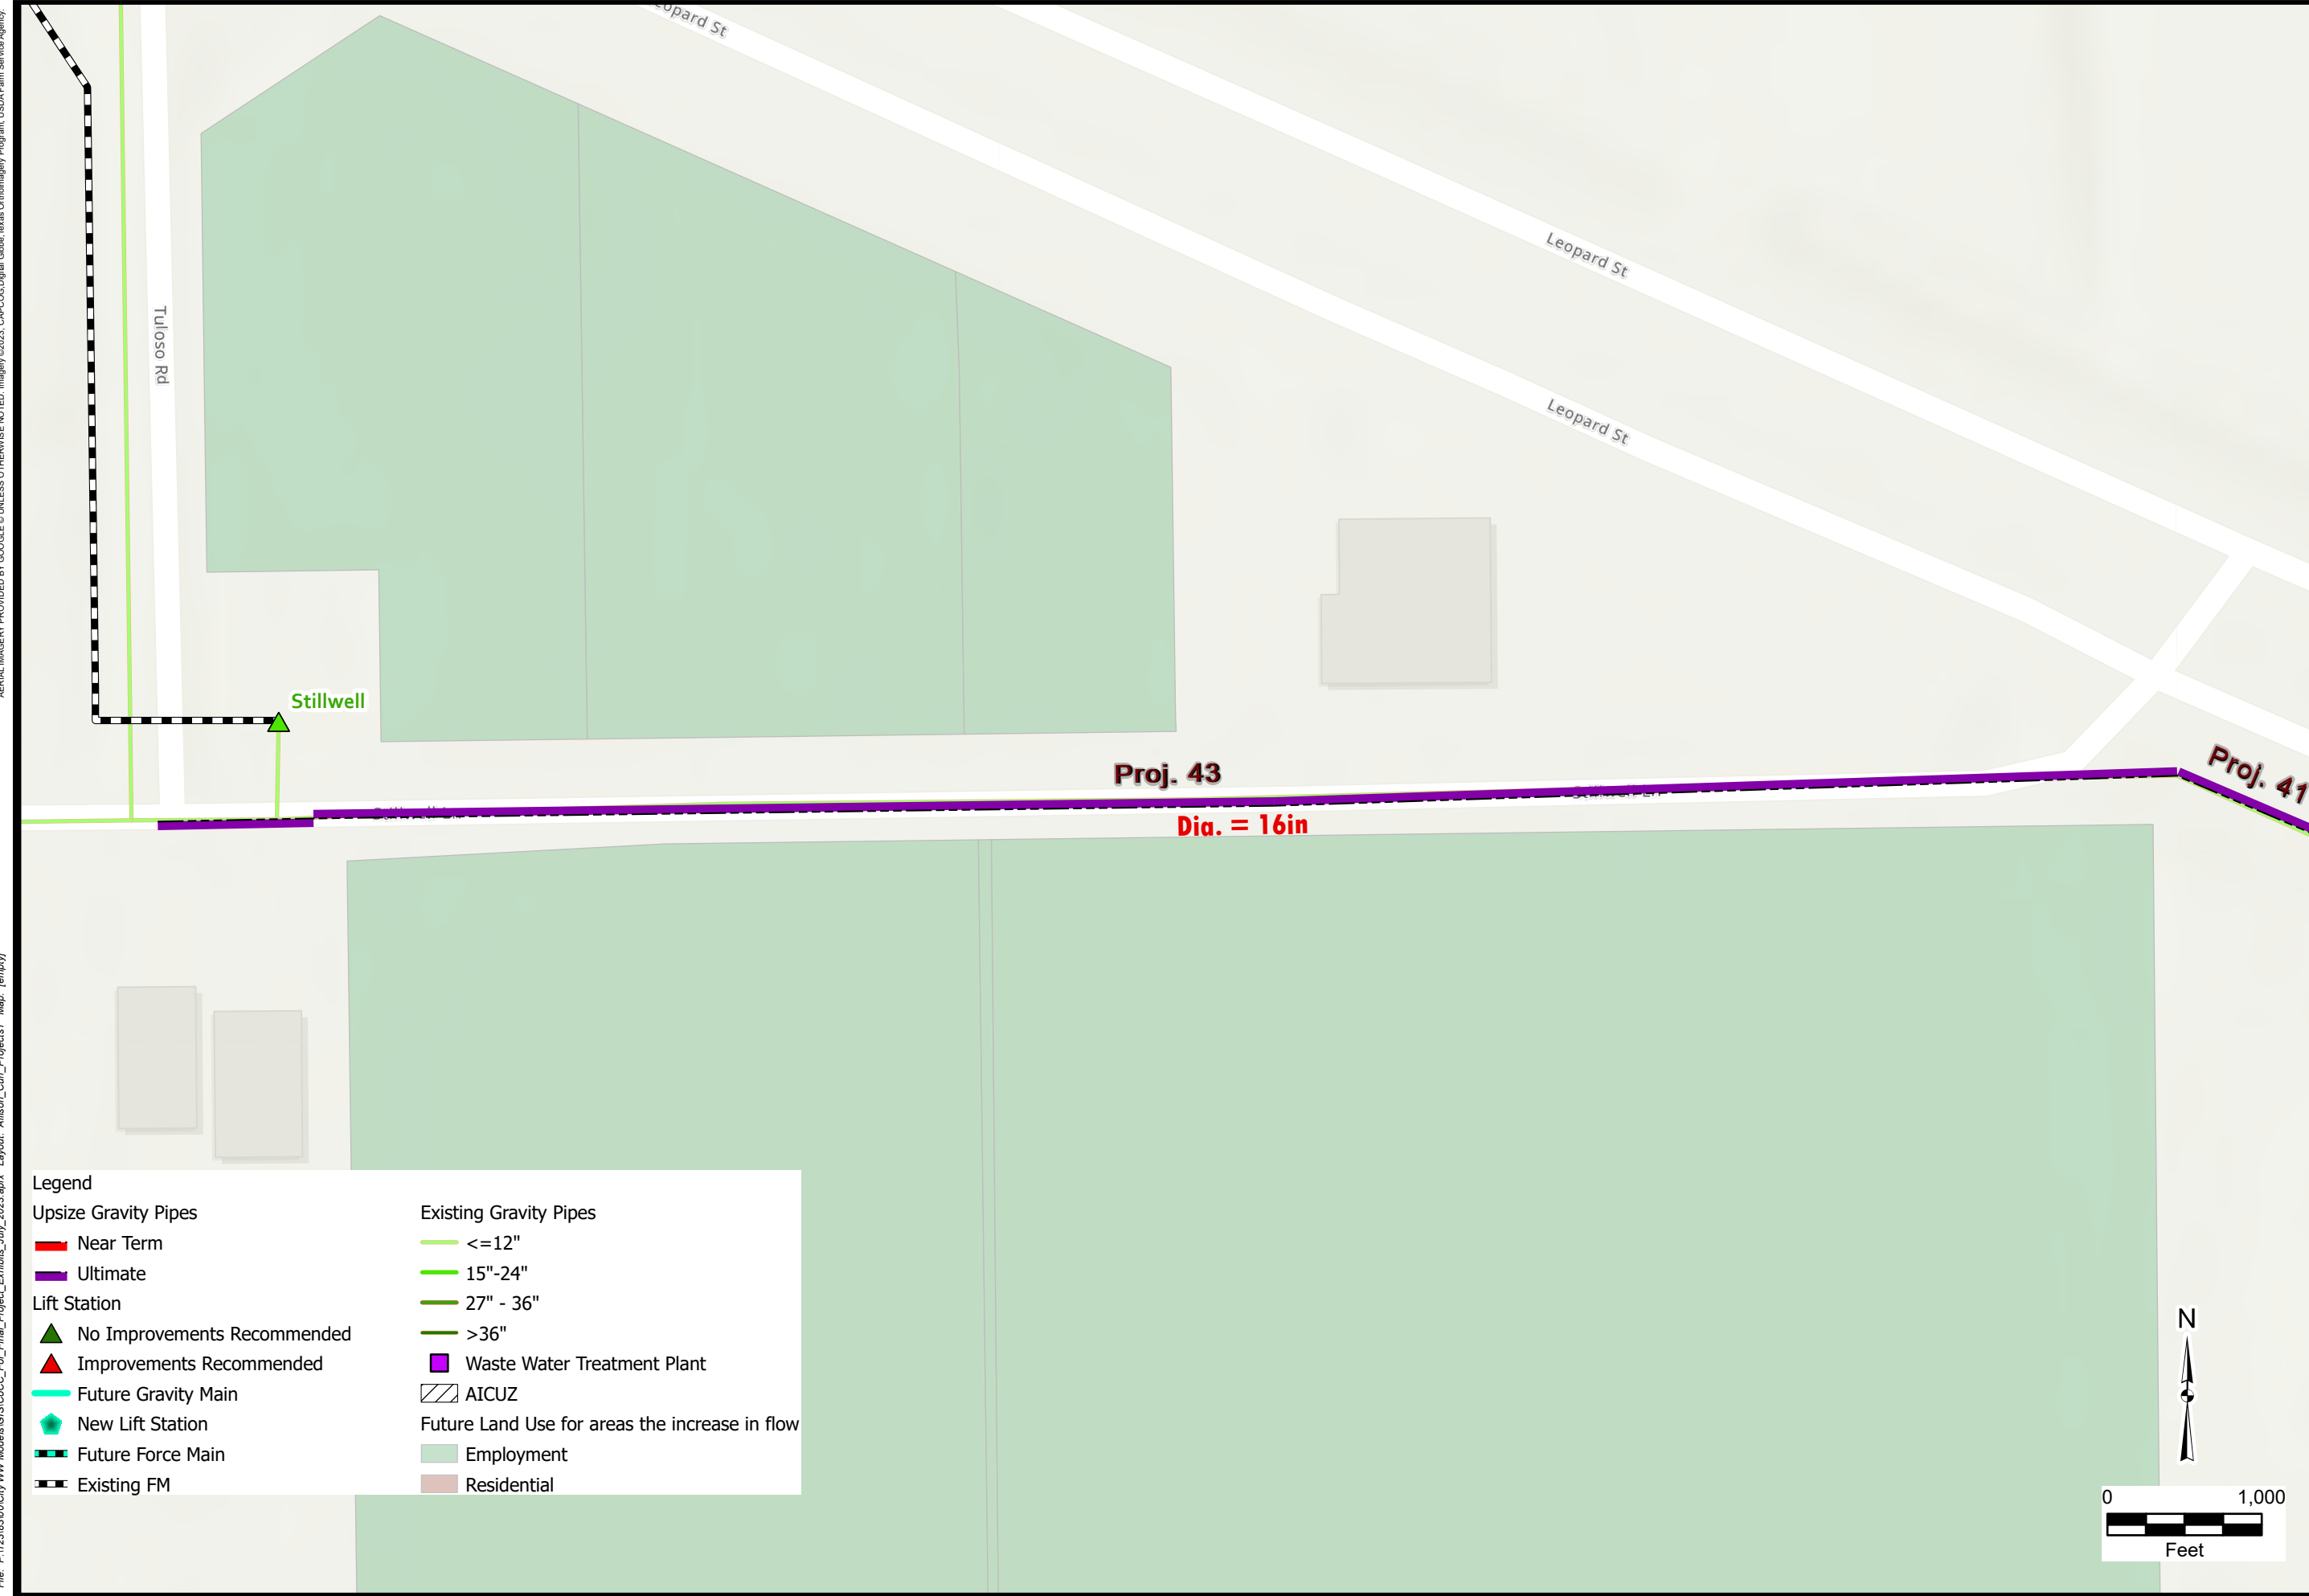 Leopard St
Leopard St
Tuloso Rd
Leopard St
Stillwell
Proj. 43
Proj. 41
Dia. = 16in
Legend
Upsize Gravity Pipes
Near Term
Ultimate
Lift Station
No Improvements Recommended
Improvements Recommended
Future Gravity Main
New Lift Station
Future Force Main
Existing FM
Existing Gravity Pipes
<=12"
15"-24"
27" - 36"
>36"
Waste Water Treatment Plant
AICUZ
Future Land Use for areas the increase in flow
Employment
Residential
N
0 1,000
Feet